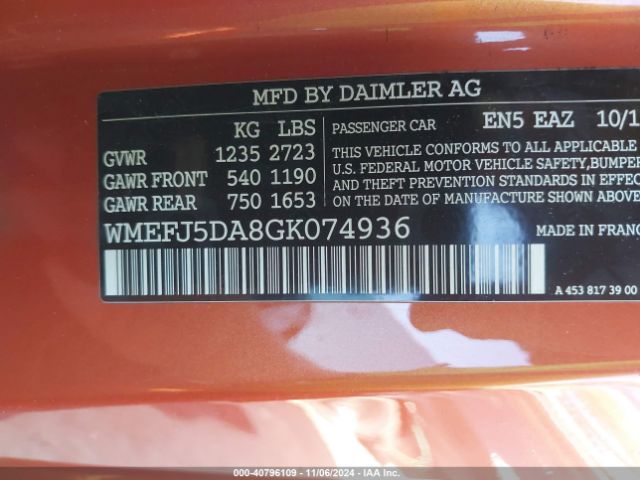 MFD BY DAIMLER AG
KG LBS
GVWR 1235 2723
GAWR FRONT 540 1190
GAWR REAR 750 1653
PASSENGER CAR EN5 EAZ 10/1
THIS VEHICLE CONFORMS TO ALL APPLICABLE
U.S. FEDERAL MOTOR VEHICLE SAFETY, BUMPER
AND THEFT PREVENTION STANDARDS IN EFFEC
ON THE DATE OF MANUFACTURE SHOWN ABOVE
WMEFJ5DA8GK074936 MADE IN FRANC
A 453 817 39 00
000-40796109 - 11/06/2024 - IAA Inc.